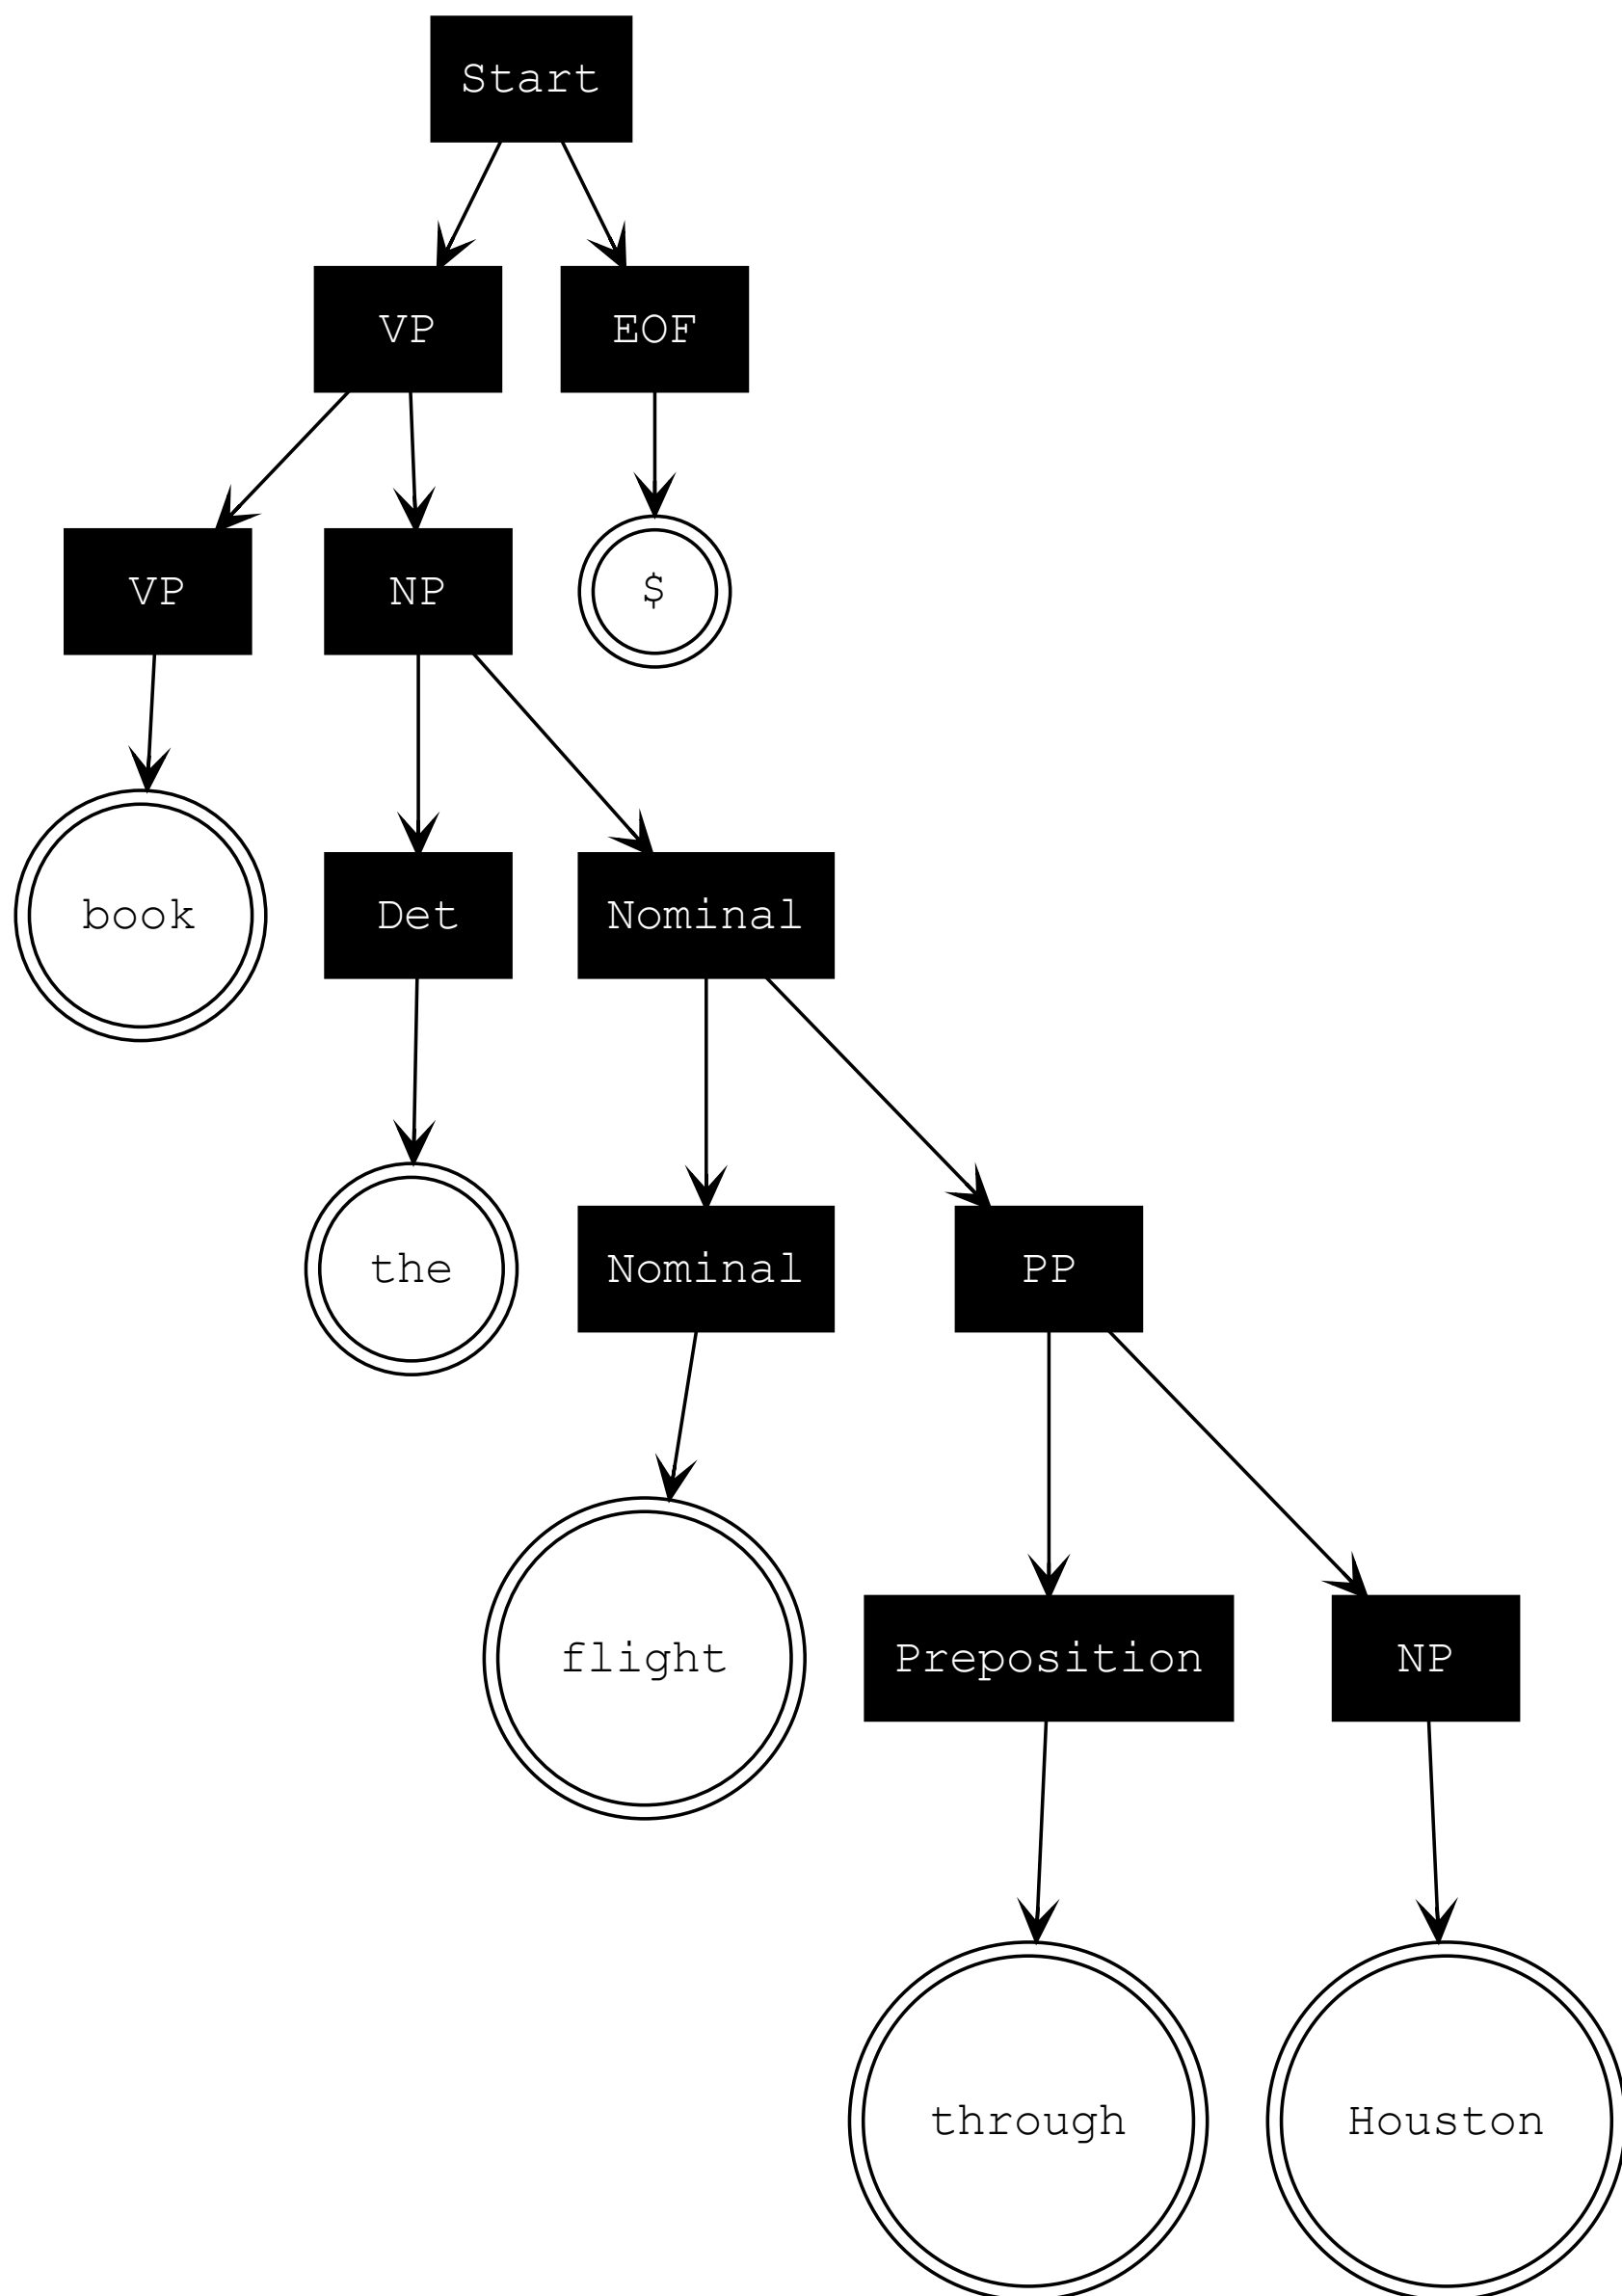 Start
VP EOF
VP NP $
book Det Nominal
the Nominal PP
flight Preposition NP
through Houston